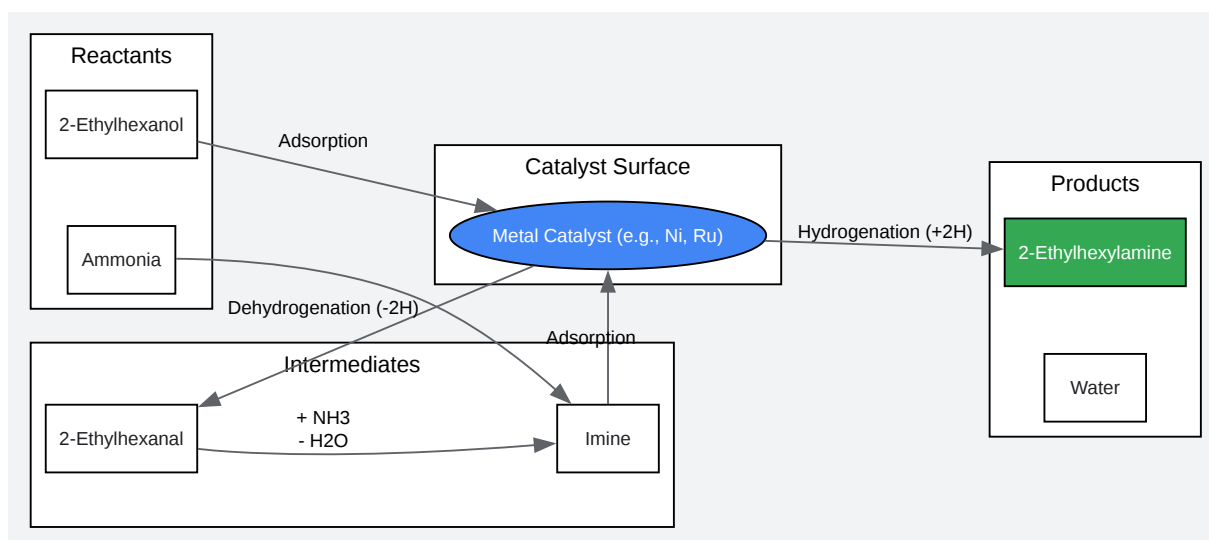 Reactants
2-Ethylhexanol
Ammonia
Adsorption
Catalyst Surface
Metal Catalyst (e.g., Ni, Ru)
Hydrogenation (+2H)
Products
2-Ethylhexylamine
Water
Dehydrogenation (-2H)
Adsorption
Intermediates
2-Ethylhexanal
+ NH3
- H2O
Imine